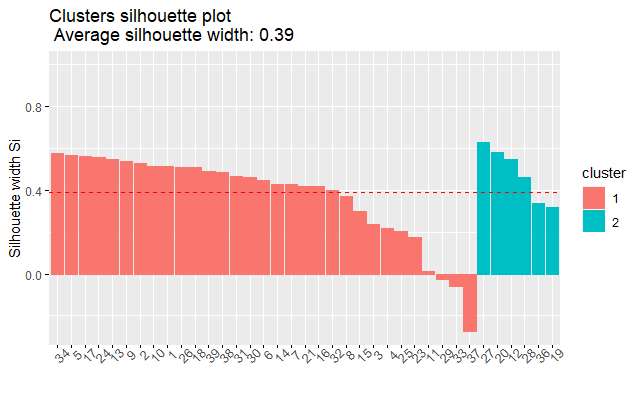 Clusters silhouette plot
Average silhouette width: 0.39
Silhouette width Si
0.8
0.4
0.0
34 5 17 24 13 9 2 10 1 26 18 39 38 31 30 6 14 7 21 16 32 8 15 3 4 25 23 11 29 33 37 27 20 12 28 36 19
cluster
1
2